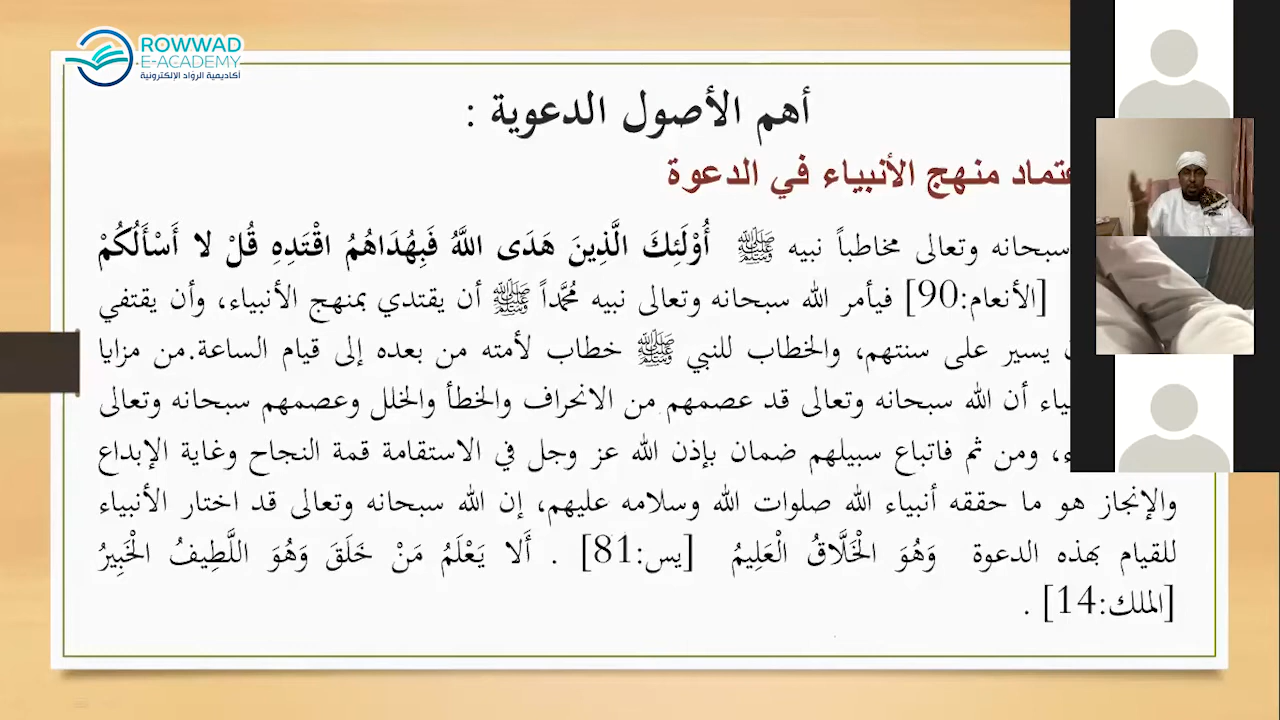 ROWWAD
E-ACADEMY
أكاديمية الرواد الإلكترونية
أهم الأصول الدعوية :
منهج الأنبياء في الدعوة
سبحانه وتعالى مخاطباً نبيه ﷺ أُوْلَئِكَ الَّذِينَ هَدَى اللَّهُ فَبِهُدَاهُمُ اقْتَدِهِ قُلْ لا أَسْأَلُكُمْ
[الأنعام:90] فيأمر الله سبحانه وتعالى نبيه مُحمَّداً ﷺ أن يقتدي بمنهج الأنبياء، وأن يقتفي
يسير على سنتهم، والخطاب للنبي ﷺ خطاب لأمته من بعده إلى قيام الساعة.من مزايا
أن الله سبحانه وتعالى قد عصمهم من الانحراف والخطأ والخلل وعصمهم سبحانه وتعالى
، ومن ثم فاتباع سبيلهم ضمان بإذن الله عز وجل في الاستقامة قمة النجاح وغاية الإبداع
والإنجاز هو ما حققه أنبياء الله صلوات الله وسلامه عليهم، إن الله سبحانه وتعالى قد اختار الأنبياء
للقيام بهذه الدعوة وَهُوَ الْخَلَّاقُ الْعَلِيمُ [يس:81] . أَلا يَعْلَمُ مَنْ خَلَقَ وَهُوَ اللَّطِيفُ الْخَبِيرُ
[الملك:14] .